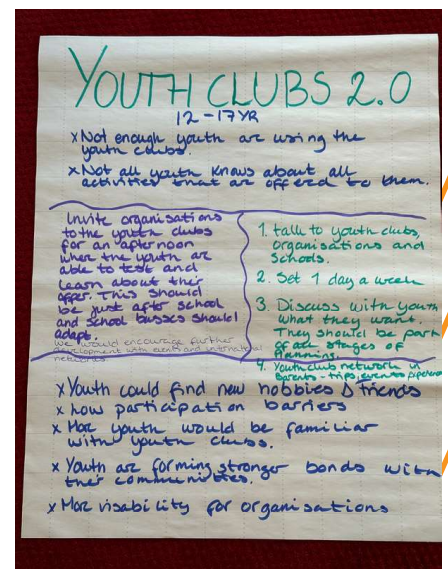 YOUTH CLUBS 2.0
12-17 YR
x Not enough youth are using the
youth clubs.
x Not all youth knows about all
activities that are offered to them.
Invite organisations
to the youth clubs
for an afternoon
when the youth are
able to test and
learn about their
offer. This should
be just after school
and school busses should
adapt.
we would encourage further
development with events and international
networks.
1. talk to youth clubs,
organisations and
schools.
2. Set 1 day a week
3. Discuss with youth
what they want.
They should be part
of all stages of
planning.
4. Youth club network in
Barents - trips, events
x Youth could find new hobbies & friends
x Low participation barriers
x More youth would be familiar
with youth clubs.
x Youth are forming stronger bonds with
their communities.
x More visability for organisations